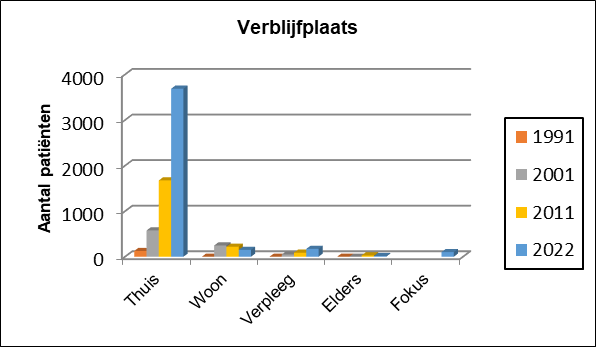 Verblijfplaats
Aantal patiënten
4000
3000
2000
1000
0
Thuis
Woon
Verpleeg
Elders
Fokus
1991
2001
2011
2022